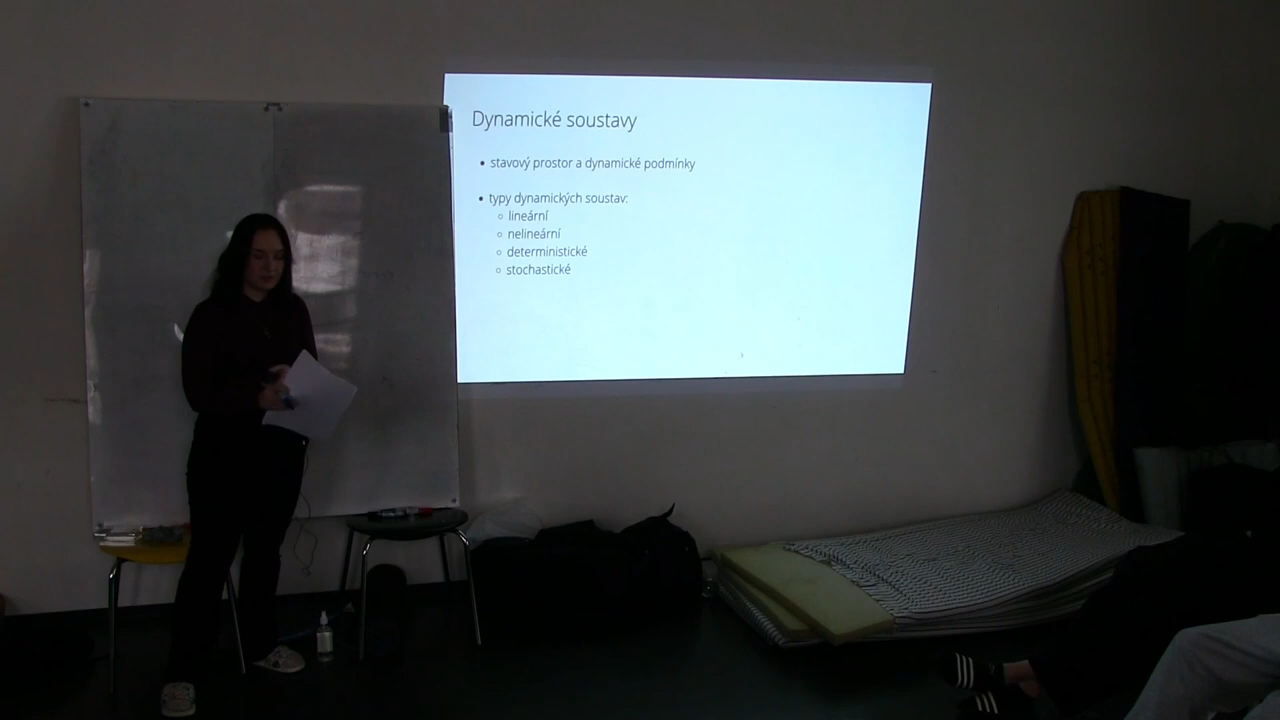 Dynamické soustavy
• stavový prostor a dynamické podmínky
• typy dynamických soustav:
○ lineární
○ nelineární
○ deterministické
○ stochastické